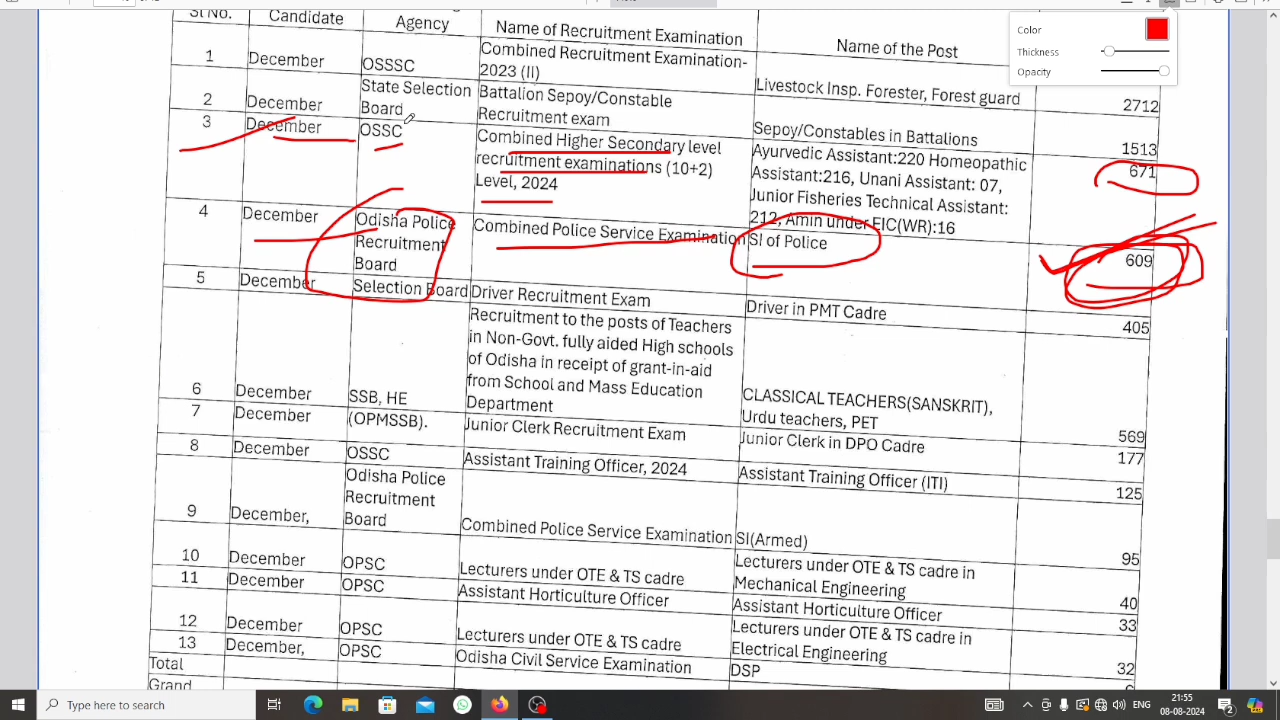 Sl No.
Candidate
Agency
Name of Recruitment Examination
Name of the Post
1
December
OSSSC
Combined Recruitment Examination-
2023 (II)
Livestock Insp. Forester, Forest guard
2712
2
December
State Selection
Board
Battalion Sepoy/Constable
Recruitment exam
Sepoy/Constables in Battalions
1513
3
December
OSSC
Combined Higher Secondary level
recruitment examinations (10+2)
Level, 2024
Ayurvedic Assistant:220 Homeopathic
Assistant:216, Unani Assistant: 07,
Junior Fisheries Technical Assistant:
212, Amin under EIC(WR):16
671
4
December
Odisha Police
Recruitment
Board
Combined Police Service Examination
SI of Police
609
5
December
Selection Board
Driver Recruitment Exam
Driver in PMT Cadre
405
6
December
SSB, HE
Recruitment to the posts of Teachers
in Non-Govt. fully aided High schools
of Odisha in receipt of grant-in-aid
from School and Mass Education
Department
CLASSICAL TEACHERS(SANSKRIT),
Urdu teachers, PET
569
7
December
(OPMSSB).
Junior Clerk Recruitment Exam
Junior Clerk in DPO Cadre
177
8
December
OSSC
Assistant Training Officer, 2024
Assistant Training Officer (ITI)
125
9
December,
Odisha Police
Recruitment
Board
Combined Police Service Examination
SI(Armed)
95
10
December
OPSC
Lecturers under OTE & TS cadre
Lecturers under OTE & TS cadre in
Mechanical Engineering
40
11
December
OPSC
Assistant Horticulture Officer
Assistant Horticulture Officer
33
12
December
OPSC
Lecturers under OTE & TS cadre
Lecturers under OTE & TS cadre in
Electrical Engineering
32
13
December,
OPSC
Odisha Civil Service Examination
DSP
Total
Grand
Color
Thickness
Opacity
Type here to search
ENG
21:55
08-08-2024
2